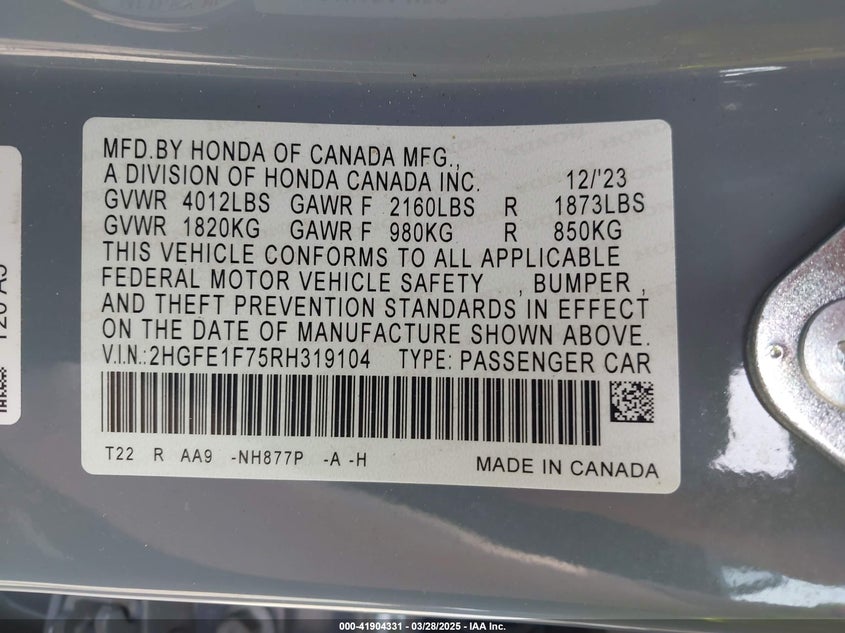 MFD.BY HONDA OF CANADA MFG.,
A DIVISION OF HONDA CANADA INC. 12/'23
GVWR 4012LBS GAWR F 2160LBS R 1873LBS
GVWR 1820KG GAWR F 980KG R 850KG
THIS VEHICLE CONFORMS TO ALL APPLICABLE
FEDERAL MOTOR VEHICLE SAFETY , BUMPER ,
AND THEFT PREVENTION STANDARDS IN EFFECT
ON THE DATE OF MANUFACTURE SHOWN ABOVE.
V.I.N.:2HGFE1F75RH319104 TYPE: PASSENGER CAR
T22 R AA9 -NH877P -A -H
MADE IN CANADA
000-41904331 - 03/28/2025 - IAA Inc.